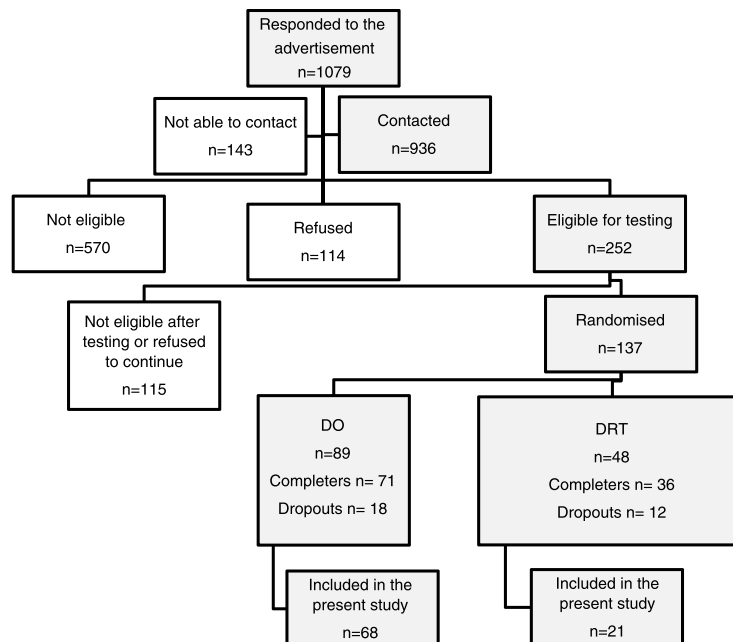 Responded to the
advertisement
n=1079
Not able to contact
n=143
Contacted
n=936
Not eligible
n=570
Refused
n=114
Eligible for testing
n=252
Not eligible after
testing or refused
to continue
n=115
Randomised
n=137
DO
n=89
Completers n= 71
Dropouts n= 18
DRT
n=48
Completers n= 36
Dropouts n= 12
Included in the
present study
n=68
Included in the
present study
n=21